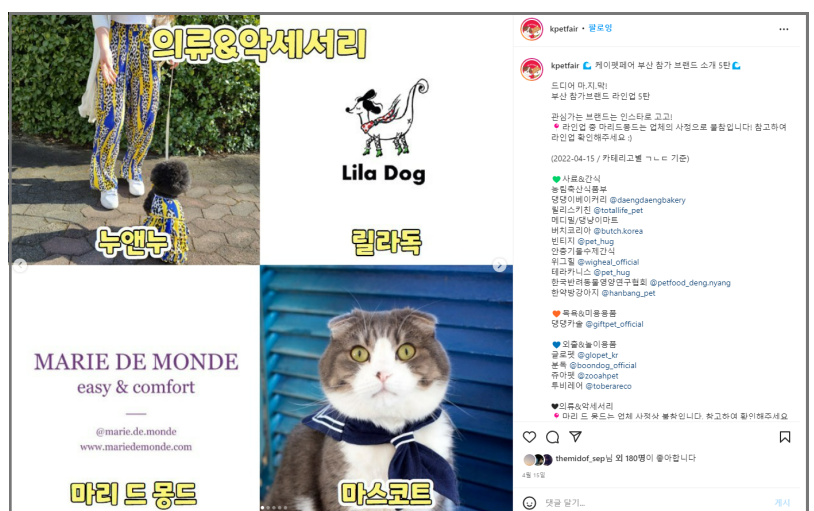 의류&악세서리
누앤누
Lila Dog
릴라독
MARIE DE MONDE
easy & comfort
@marie.de.monde
www.mariedemonde.com
마리 드 몽드
마스코트
kpetfair • 팔로잉
kpetfair 🌊 케이펫페어 부산 참가 브랜드 소개 5탄🌊
드디어 마.지.막!
부산 참가브랜드 라인업 5탄
관심가는 브랜드는 인스타로 고고!
📍 라인업 중 마리드몽드는 업체의 사정으로 불참입니다! 참고하여
라인업 확인해주세요 :)
(2022-04-15 / 카테고리별 ㄱㄴㄷ 기준)
💚사료&간식
농림축산식품부
댕댕이베이커리 @daengdaengbakery
릴리스키친 @totallife_pet
메디필/댕냥이마트
버치코리아 @butch.korea
빈티지 @pet_hug
안충기올수제간식
위그힐 @wigheal_official
테라카니스 @pet_hug
한국반려동물영양연구협회 @petfood_deng.nyang
한약방강아지 @hanbang_pet
🧡목욕&미용용품
댕댕카솔 @giftpet_official
💙외출&놀이용품
글로펫 @glopet_kr
분독 @boondog_official
쥬아펫 @zooahpet
투비레어 @toberareco
🖤의류&악세서리
📍 마리 드 몽드는 업체 사정상 불참입니다. 참고하여 확인해주세요
themidof_sep님 외 180명이 좋아합니다
4월 15일
댓글 달기...
게시